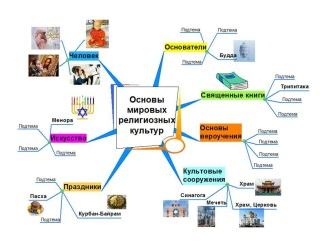 Подтема
Подтема
Основатели
Подтема
Будда
Человек
Подтема
Священные книги
Трипитака
Подтема
Подтема
Основы
мировых
религиозных
культур
Менора
Подтема
Искусство
Подтема
Подтема
Основы
вероучения
Подтема
Подтема
Подтема
Подтема
Культовые
сооружения
Храм
Синагога
Мечеть
Храм, Церковь
Подтема
Праздники
Пасха
Курбан-Байрам
Подтема